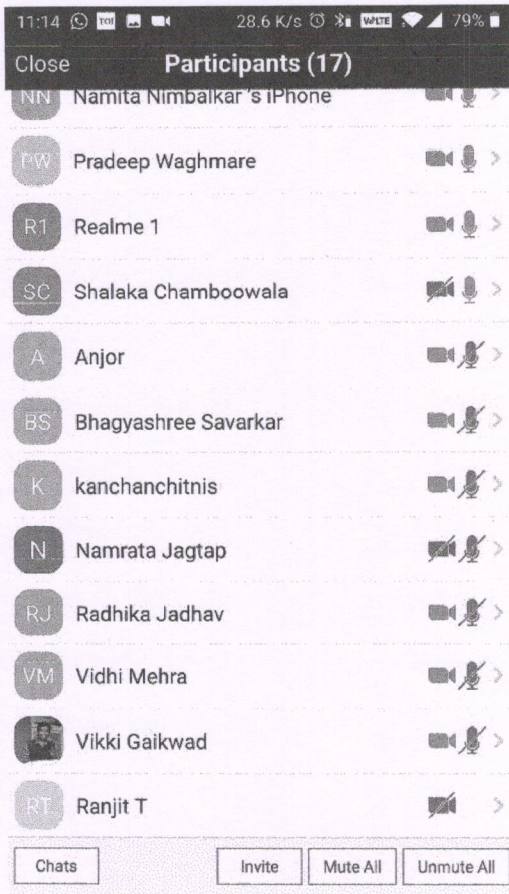 11:14 TOI 28.6 K/s VoLTE 79%
Close Participants (17)
NN Namita Nimbalkar 's iPhone
PW Pradeep Waghmare
R1 Realme 1
SC Shalaka Chamboowala
A Anjor
BS Bhagyashree Savarkar
K kanchanchitnis
N Namrata Jagtap
RJ Radhika Jadhav
VM Vidhi Mehra
Vikki Gaikwad
RT Ranjit T
Chats Invite Mute All Unmute All